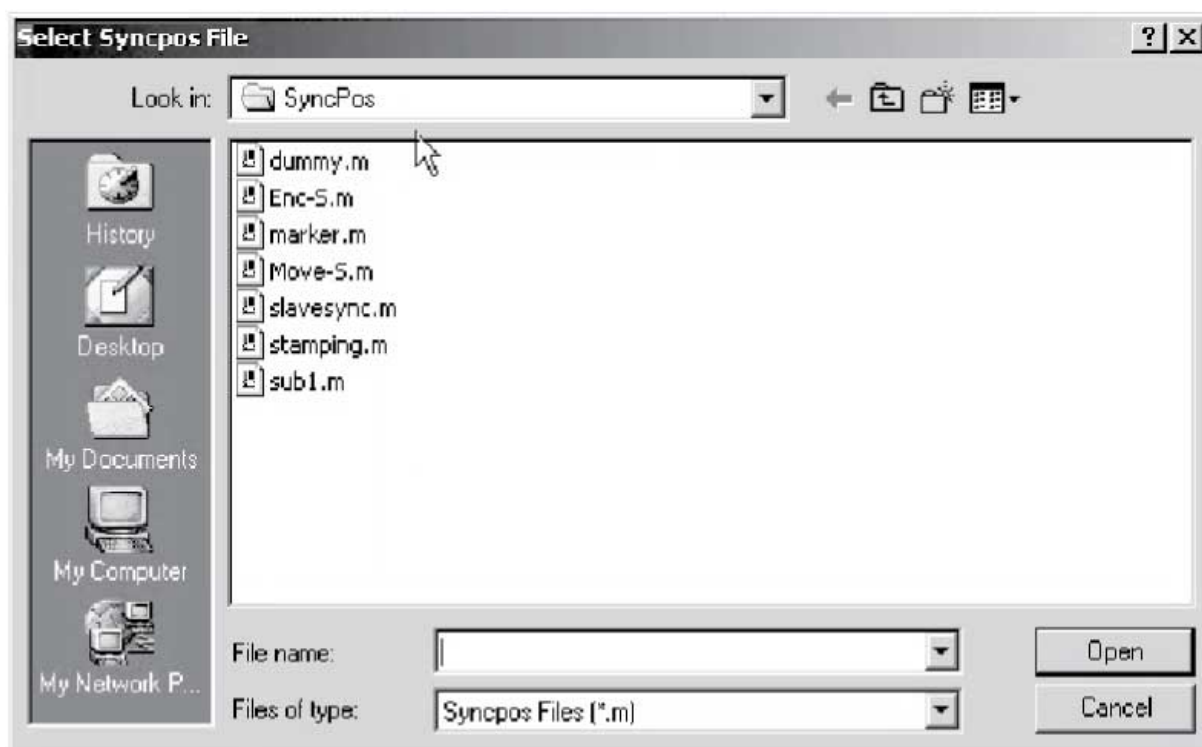 Select Syncpos File
Look in: SyncPos
History
Desktop
My Documents
My Computer
My Network P...
dummy.m
Enc-S.m
marker.m
Move-S.m
slavesync.m
stamping.m
sub1.m
File name:
Open
Files of type: Syncpos Files (*.m)
Cancel